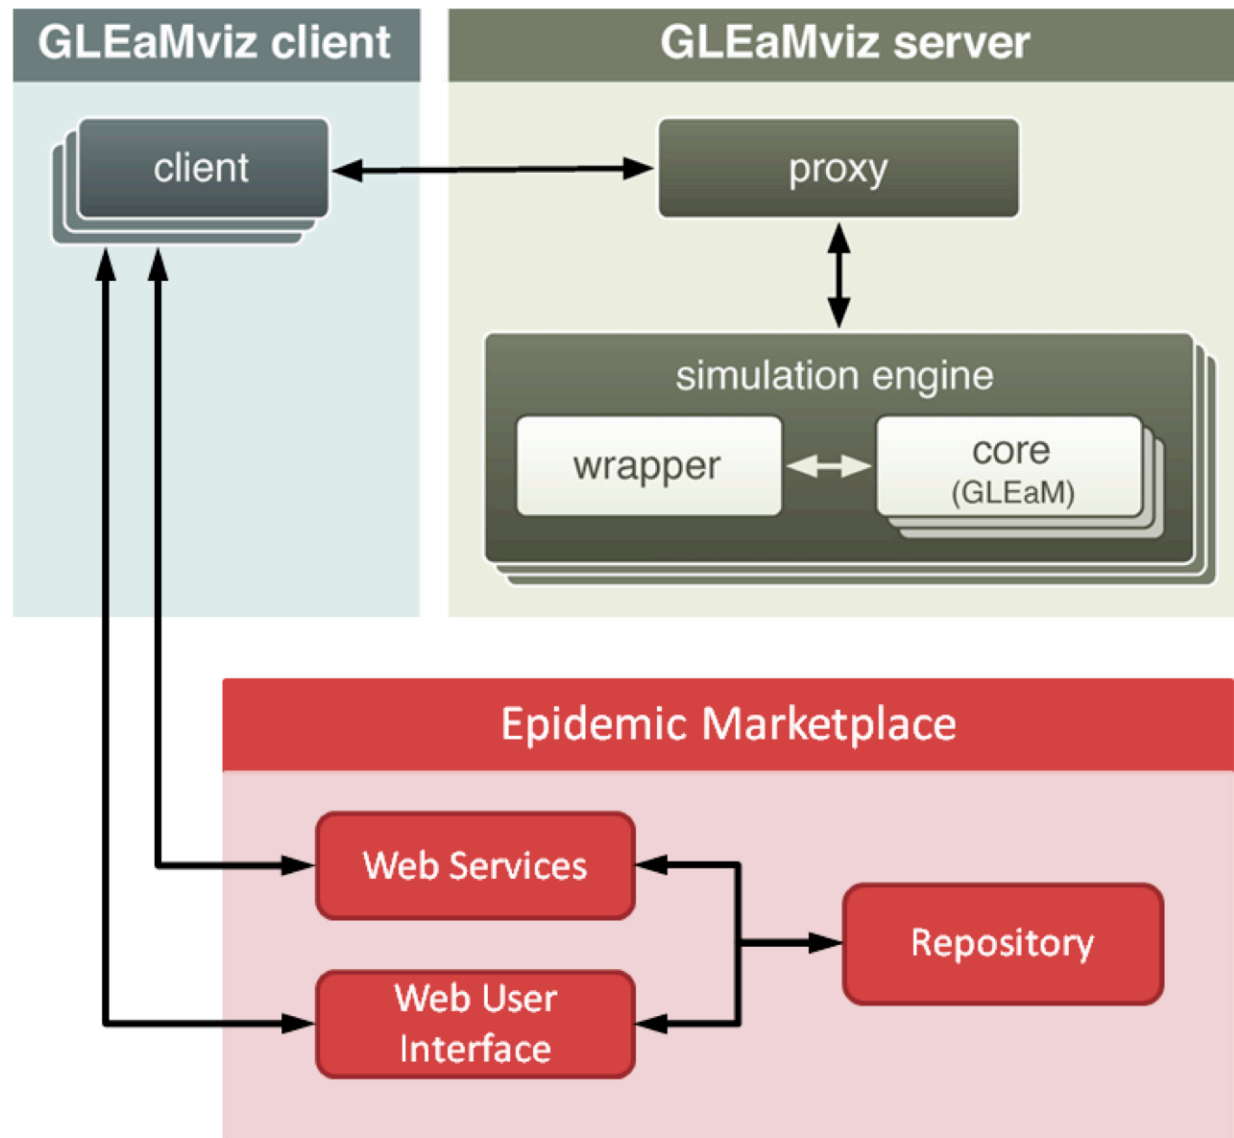 GLEaMviz client
GLEaMviz server
client
proxy
simulation engine
wrapper
core
(GLEaM)
Epidemic Marketplace
Web Services
Repository
Web User
Interface